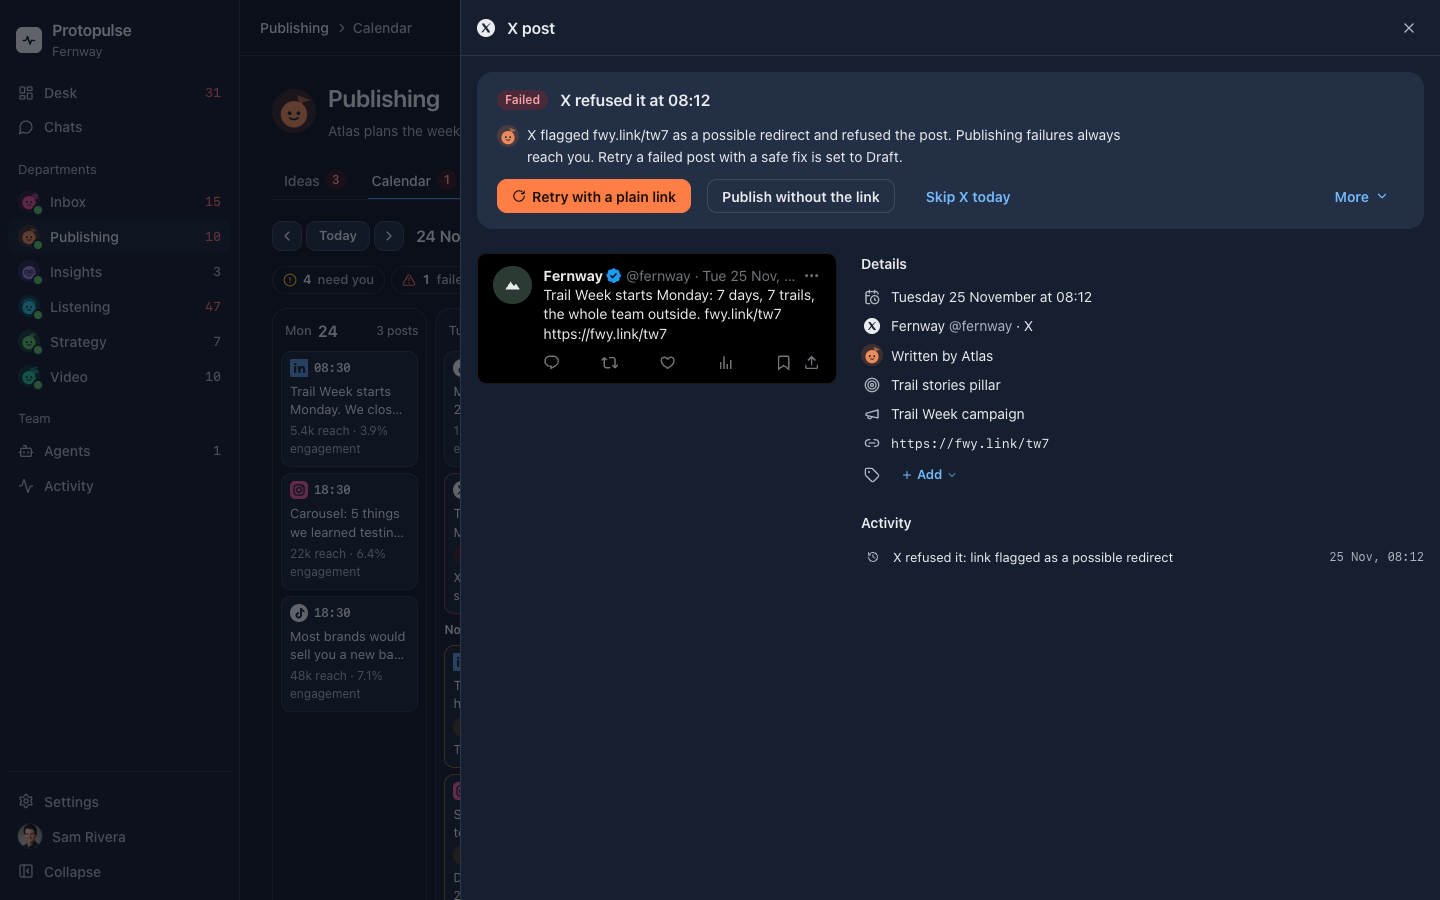 Protopulse
Fernway
Desk 31
Chats
Departments
Inbox 15
Publishing 10
Insights 3
Listening 47
Strategy 7
Video 10
Team
Agents 1
Activity
Settings
Sam Rivera
Collapse
Publishing > Calendar
Publishing
Atlas plans the week
Ideas 3 Calendar 1
Today 24 No
4 need you 1 faile
Mon 24 3 posts
08:30
Trail Week starts
Monday. We clos...
5.4k reach · 3.9%
engagement
18:30
Carousel: 5 things
we learned testin...
22k reach · 6.4%
engagement
18:30
Most brands would
sell you a new ba...
48k reach · 7.1%
engagement
Tu
No
X post
Failed X refused it at 08:12
X flagged fwy.link/tw7 as a possible redirect and refused the post. Publishing failures always
reach you. Retry a failed post with a safe fix is set to Draft.
Retry with a plain link Publish without the link Skip X today More
Fernway @fernway · Tue 25 Nov, ...
Trail Week starts Monday: 7 days, 7 trails,
the whole team outside. fwy.link/tw7
https://fwy.link/tw7
Details
Tuesday 25 November at 08:12
Fernway @fernway · X
Written by Atlas
Trail stories pillar
Trail Week campaign
https://fwy.link/tw7
+ Add
Activity
X refused it: link flagged as a possible redirect 25 Nov, 08:12